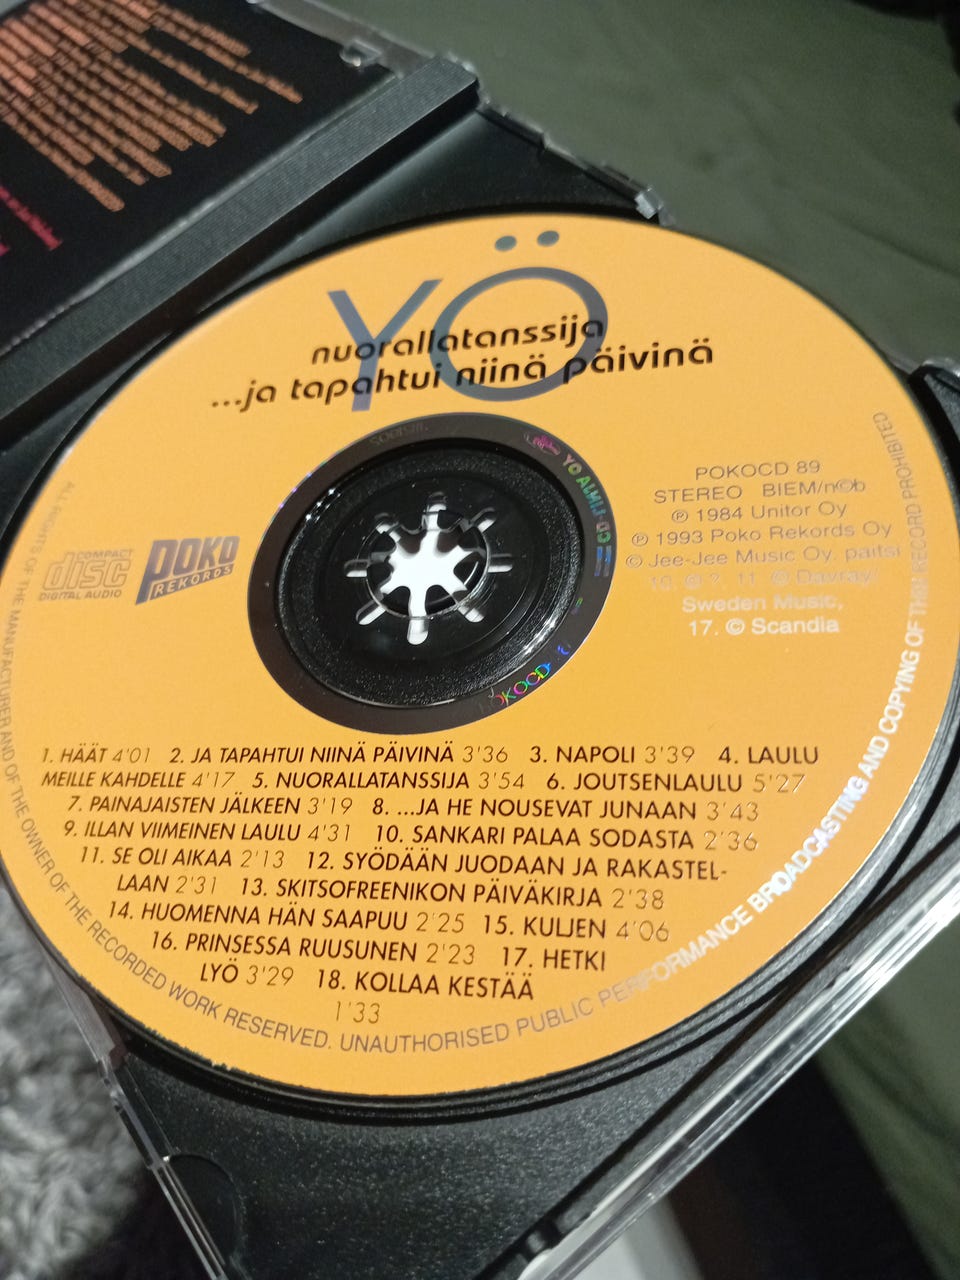 YÖ
nuorallatanssija
...ja tapahtui niinä päivinä
POKOCD 89
STEREO BIEM/n©b
℗ 1984 Unitor Oy
℗ 1993 Poko Rekords Oy
© Jee-Jee Music Oy. paitsi
10. © ?, 11. © Davray/
Sweden Music,
17. © Scandia
COMPACT
disc
DIGITAL AUDIO
POKO
REKORDS
POKOCD
1. HÄÄT 4'01 2. JA TAPAHTUI NIINÄ PÄIVINÄ 3'36 3. NAPOLI 3'39 4. LAULU
MEILLE KAHDELLE 4'17 5. NUORALLATANSSIJA 3'54 6. JOUTSENLAULU 5'27
7. PAINAJAISTEN JÄLKEEN 3'19 8. ...JA HE NOUSEVAT JUNAAN 3'43
9. ILLAN VIIMEINEN LAULU 4'31 10. SANKARI PALAA SODASTA 2'36
11. SE OLI AIKAA 2'13 12. SYÖDÄÄN JUODAAN JA RAKASTEL-
LAAN 2'31 13. SKITSOFREENIKON PÄIVÄKIRJA 2'38
14. HUOMENNA HÄN SAAPUU 2'25 15. KULJEN 4'06
16. PRINSESSA RUUSUNEN 2'23 17. HETKI
LYÖ 3'29 18. KOLLAA KESTÄÄ
1'33
ALL RIGHTS OF THE MANUFACTURER AND OF THE OWNER OF THE RECORDED WORK RESERVED. UNAUTHORISED PUBLIC PERFORMANCE BROADCASTING AND COPYING OF THIS RECORD PROHIBITED